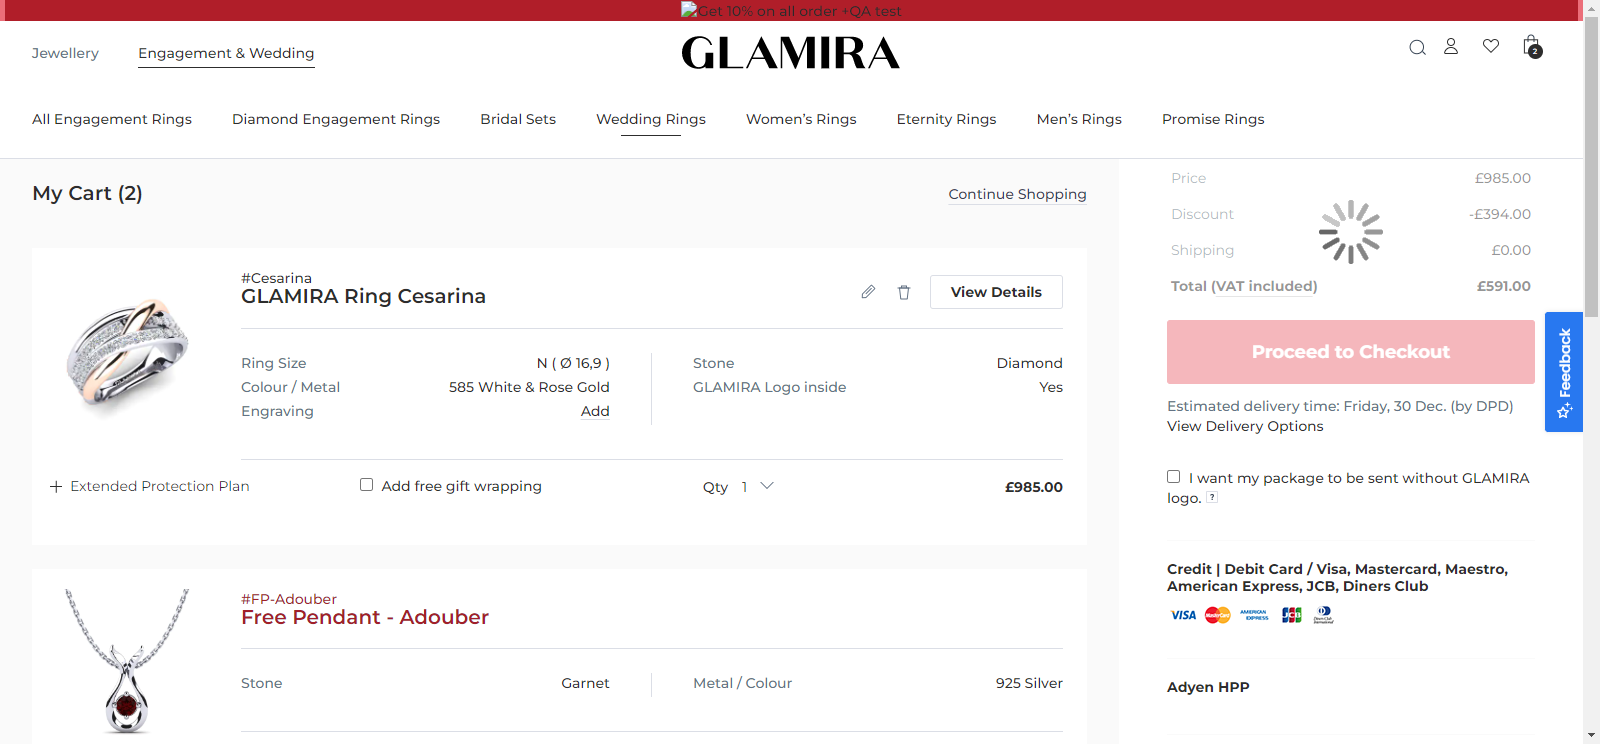 Get 10% on all order +QA test
Jewellery
Engagement & Wedding
GLAMIRA
2
All Engagement Rings
Diamond Engagement Rings
Bridal Sets
Wedding Rings
Women's Rings
Eternity Rings
Men's Rings
Promise Rings
My Cart (2)
Continue Shopping
#Cesarina
GLAMIRA Ring Cesarina
View Details
Ring Size N ( Ø 16,9 )
Colour / Metal 585 White & Rose Gold
Engraving Add
Stone Diamond
GLAMIRA Logo inside Yes
Extended Protection Plan
Add free gift wrapping
Qty 1
£985.00
#FP-Adouber
Free Pendant - Adouber
Stone Garnet
Metal / Colour 925 Silver
Price £985.00
Discount -£394.00
Shipping £0.00
Total (VAT included) £591.00
Proceed to Checkout
Estimated delivery time: Friday, 30 Dec. (by DPD)
View Delivery Options
I want my package to be sent without GLAMIRA
logo. ?
Credit | Debit Card / Visa, Mastercard, Maestro,
American Express, JCB, Diners Club
VISA
AMERICAN
EXPRESS
JCB
Adyen HPP
Feedback